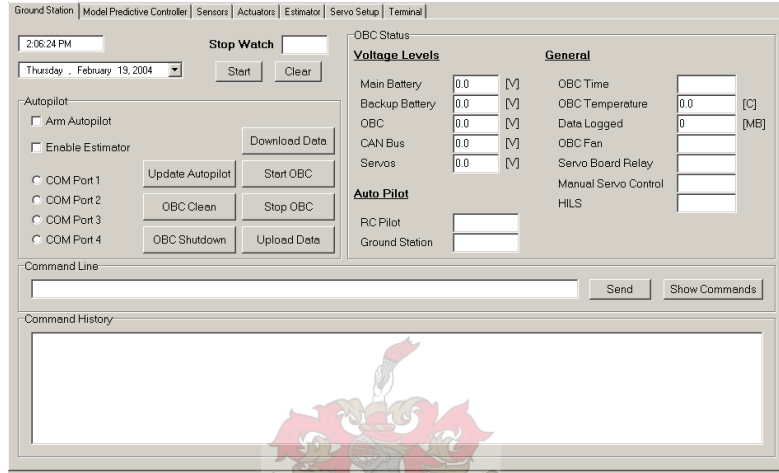 Ground Station Model Predictive Controller Sensors Actuators Estimator Servo Setup Terminal
2:06:24 PM
Stop Watch
Thursday , February 19, 2004
Start
Clear
Autopilot
Arm Autopilot
Enable Estimator
COM Port 1
COM Port 2
COM Port 3
COM Port 4
Download Data
Update Autopilot
Start OBC
OBC Clean
Stop OBC
OBC Shutdown
Upload Data
OBC Status
Voltage Levels
Main Battery 0.0 [V]
Backup Battery 0.0 [V]
OBC 0.0 [V]
CAN Bus 0.0 [V]
Servos 0.0 [V]
Auto Pilot
RC Pilot
Ground Station
General
OBC Time
OBC Temperature 0.0 [C]
Data Logged 0 [MB]
OBC Fan
Servo Board Relay
Manual Servo Control
HILS
Command Line
Send
Show Commands
Command History